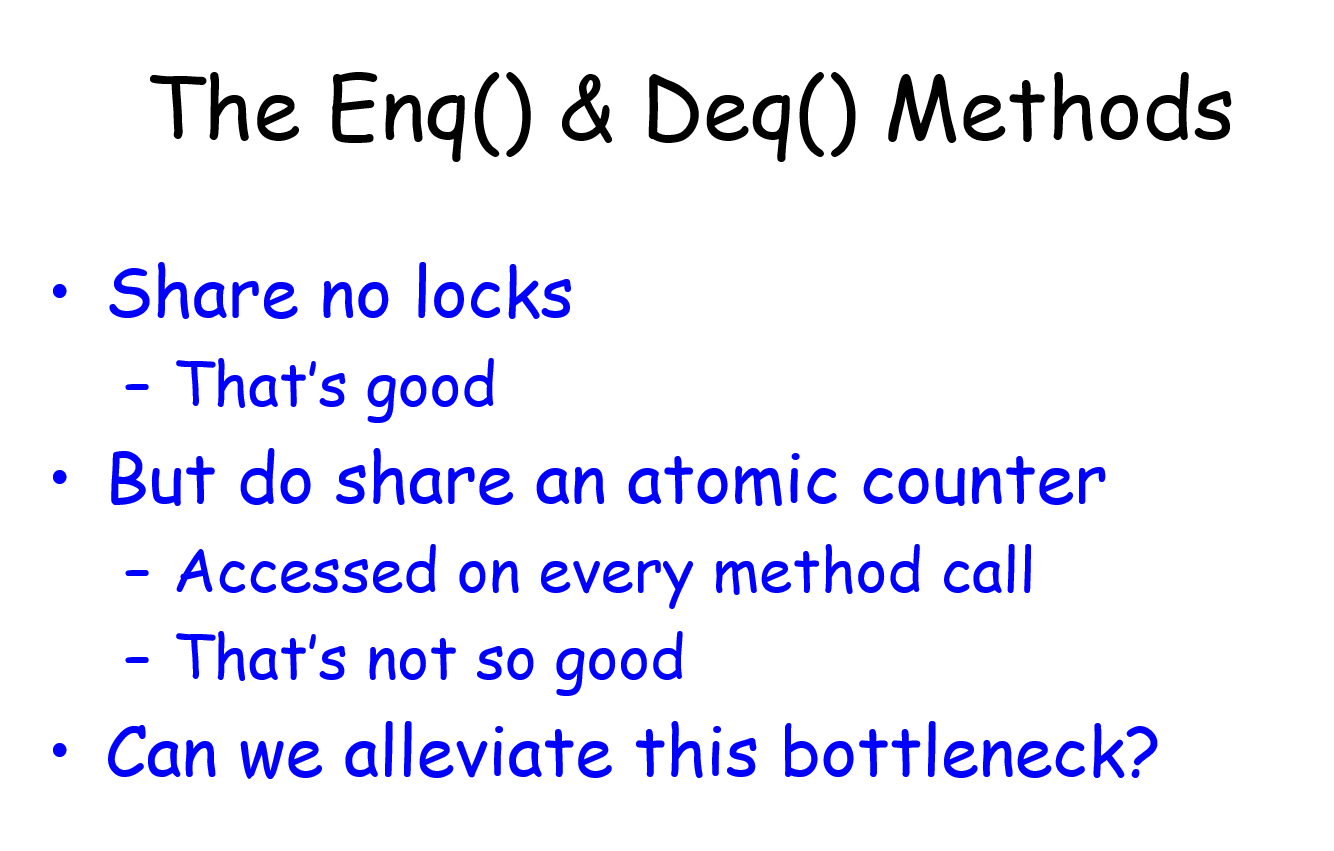 The Enq() & Deq() Methods
• Share no locks
– That’s good
• But do share an atomic counter
– Accessed on every method call
– That’s not so good
• Can we alleviate this bottleneck?